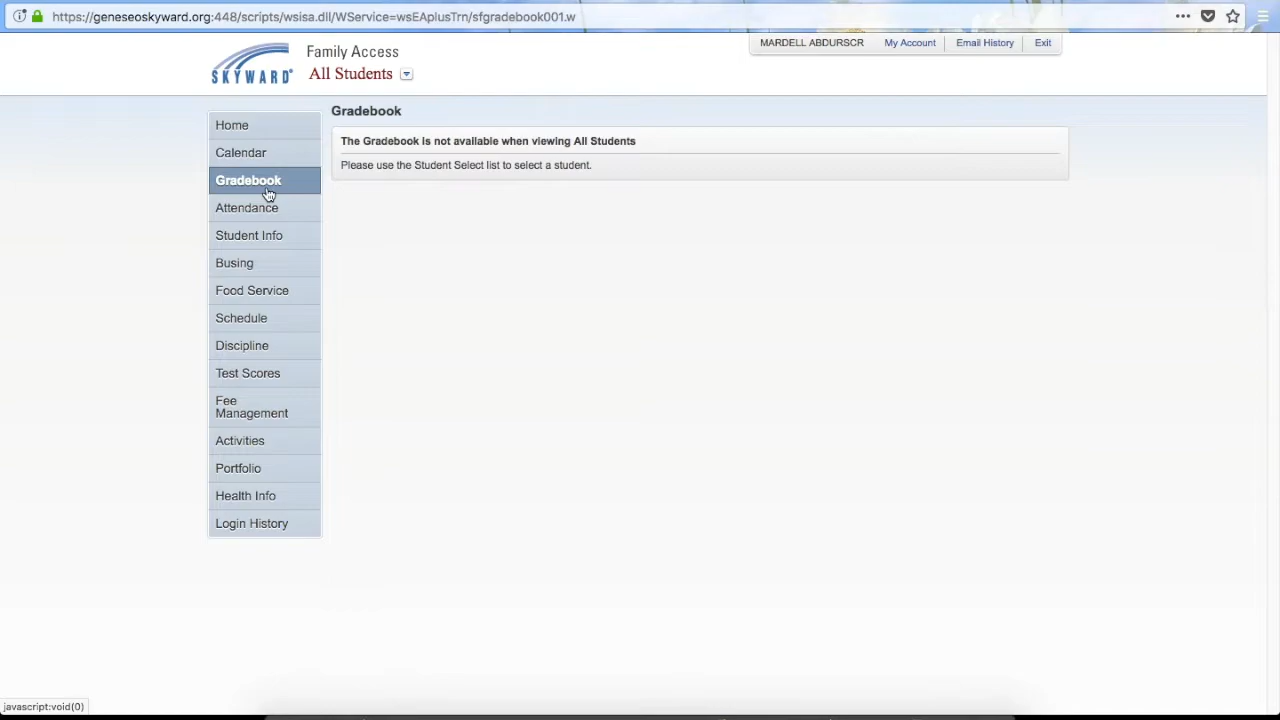 https://geneseoskyward.org:448/scripts/wsisa.dll/WService=wsEAplusTrn/sfgradebook001.w
SKYWARD
Family Access
All Students
MARDELL ABDURSCR
My Account
Email History
Exit
Home
Calendar
Gradebook
Attendance
Student Info
Busing
Food Service
Schedule
Discipline
Test Scores
Fee
Management
Activities
Portfolio
Health Info
Login History
Gradebook
The Gradebook is not available when viewing All Students
Please use the Student Select list to select a student.
javascript:void(0)